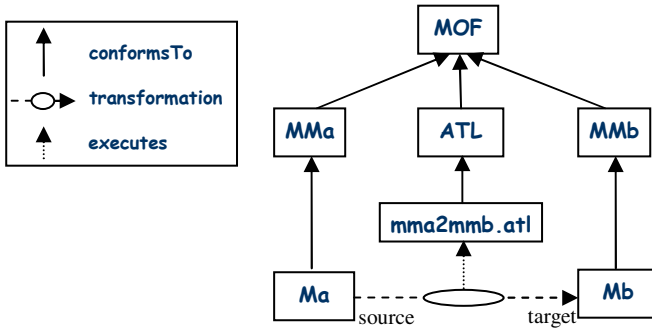 conformsTo
transformation
executes
MOF
MMa
ATL
MMb
mma2mmb.atl
Ma
Mb
source
target